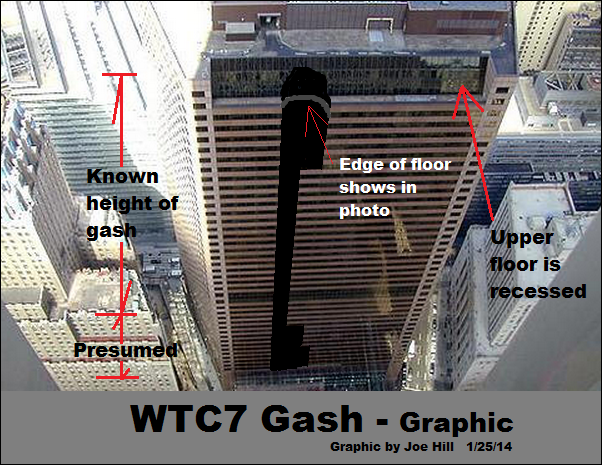 Known
height of
gash
Presumed
Edge of floor
shows in
photo
Upper
floor is
recessed
WTC7 Gash - Graphic
Graphic by Joe Hill 1/25/14